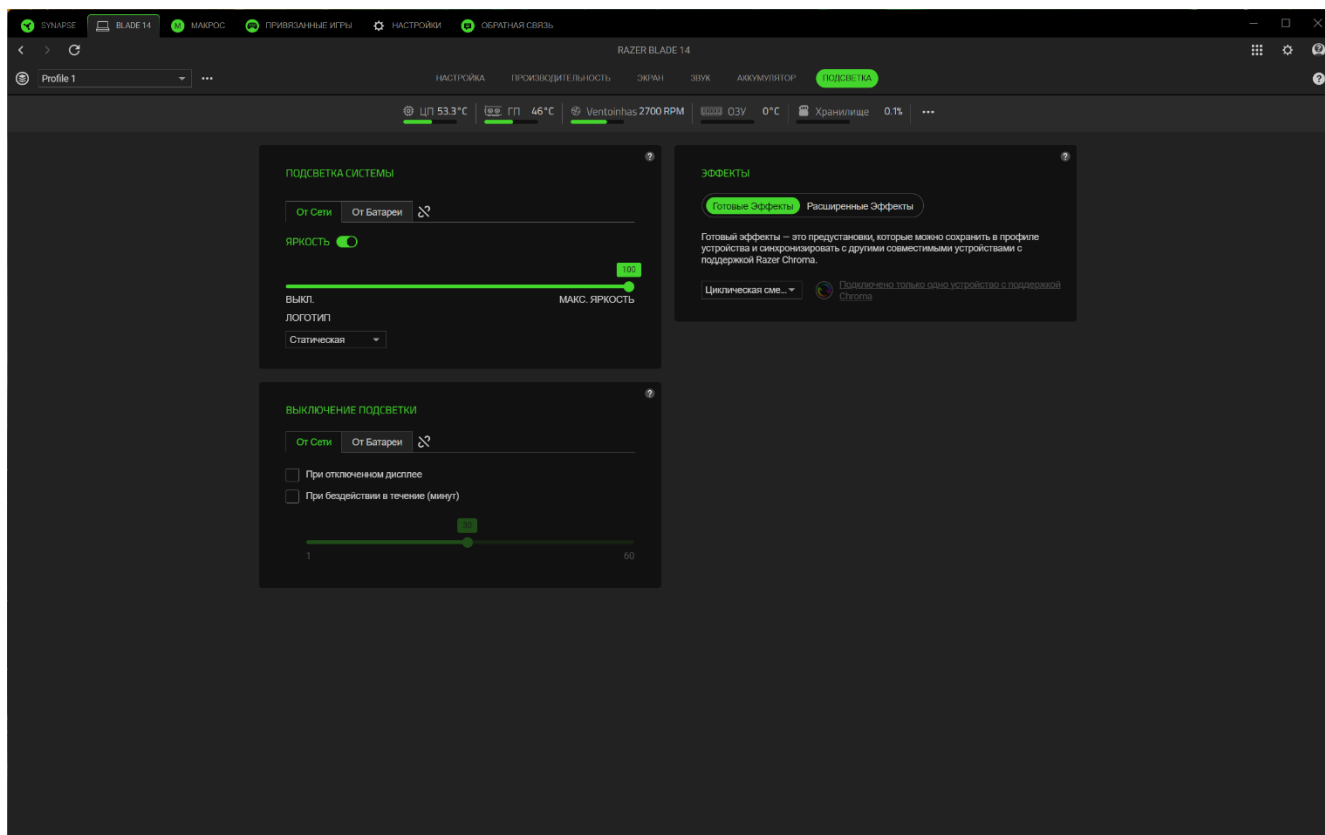 SYNAPSE BLADE 14 МАКРОС ПРИВЯЗАННЫЕ ИГРЫ НАСТРОЙКИ ОБРАТНАЯ СВЯЗЬ
RAZER BLADE 14
Profile 1 НАСТРОЙКА ПРОИЗВОДИТЕЛЬНОСТЬ ЭКРАН ЗВУК АККУМУЛЯТОР ПОДСВЕТКА
ЦП 53.3°C ГП 46°C Ventoinhas 2700 RPM ОЗУ 0°C Хранилище 0.1%
ПОДСВЕТКА СИСТЕМЫ
От Сети От Батареи
ЯРКОСТЬ
100
ВЫКЛ. МАКС. ЯРКОСТЬ
ЛОГОТИП
Статическая
ЭФФЕКТЫ
Готовые Эффекты Расширенные Эффекты
Готовый эффекты — это предустановки, которые можно сохранить в профиле
устройства и синхронизировать с другими совместимыми устройствами с
поддержкой Razer Chroma.
Циклическая сме... Подключено только одно устройство с поддержкой
Chroma
ВЫКЛЮЧЕНИЕ ПОДСВЕТКИ
От Сети От Батареи
При отключенном дисплее
При бездействии в течение (минут)
30
1 60